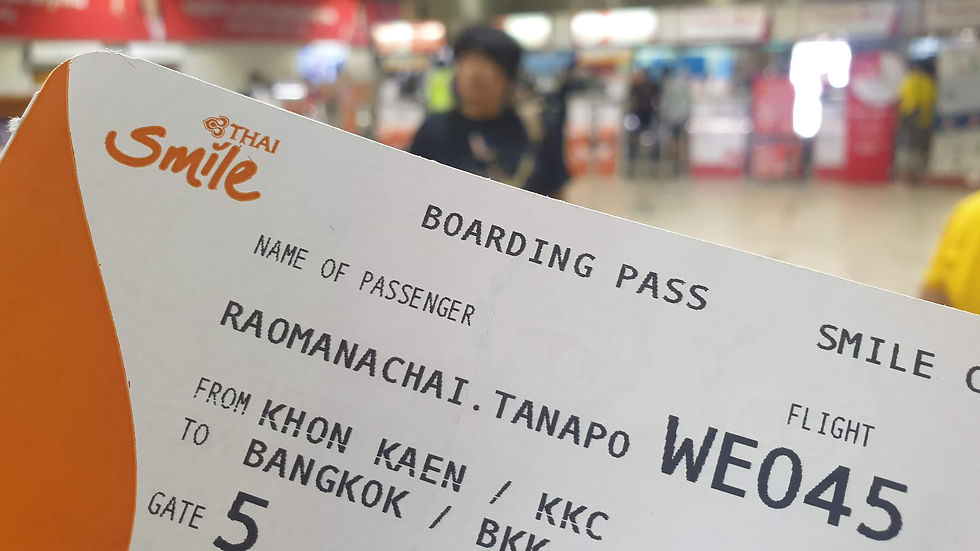 THAI
Smile
BOARDING PASS
NAME OF PASSENGER
RAOMANACHAI.TANAPO
SMILE
FROM KHON KAEN / KKC
FLIGHT
TO BANGKOK / BKK
WE045
GATE 5